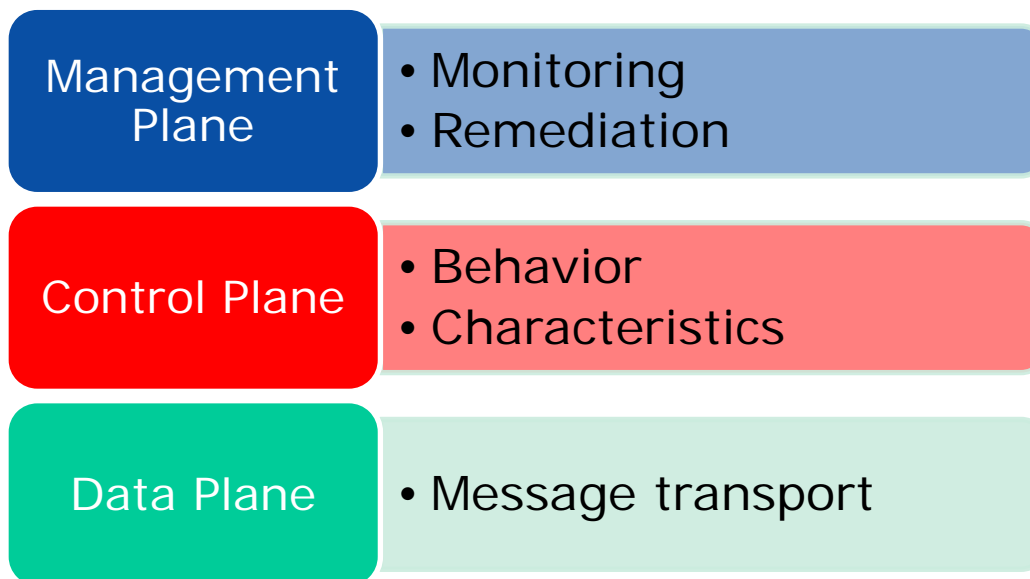 Management
Plane
• Monitoring
• Remediation
Control Plane
• Behavior
• Characteristics
Data Plane
• Message transport